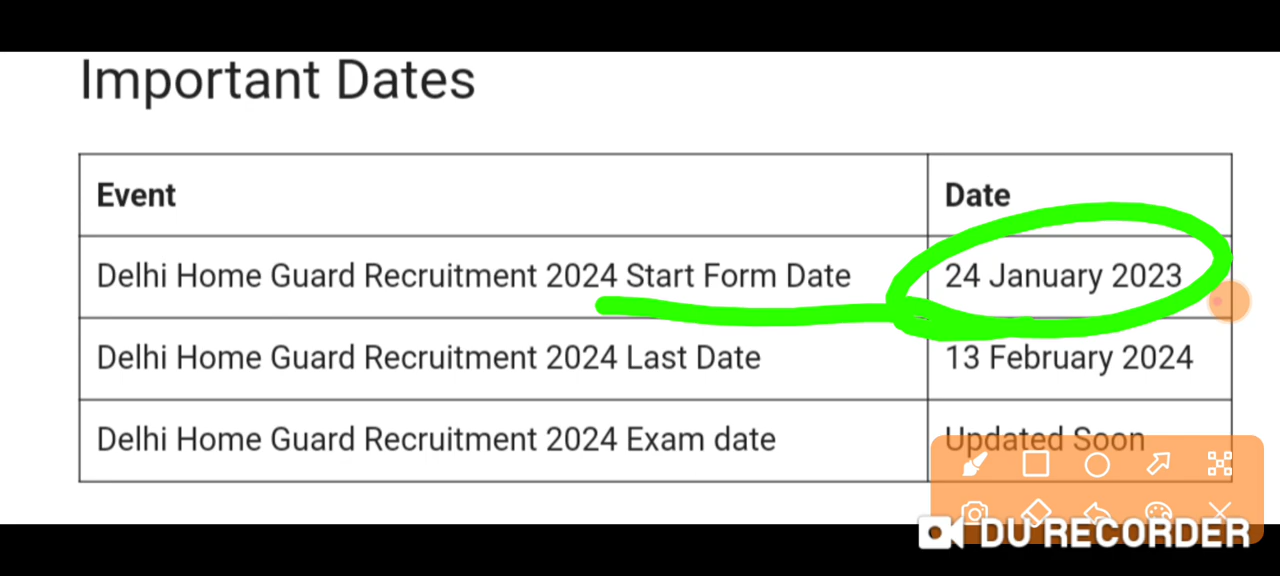 Important Dates
Event Date
Delhi Home Guard Recruitment 2024 Start Form Date 24 January 2023
Delhi Home Guard Recruitment 2024 Last Date 13 February 2024
Delhi Home Guard Recruitment 2024 Exam date Updated Soon
DU RECORDER